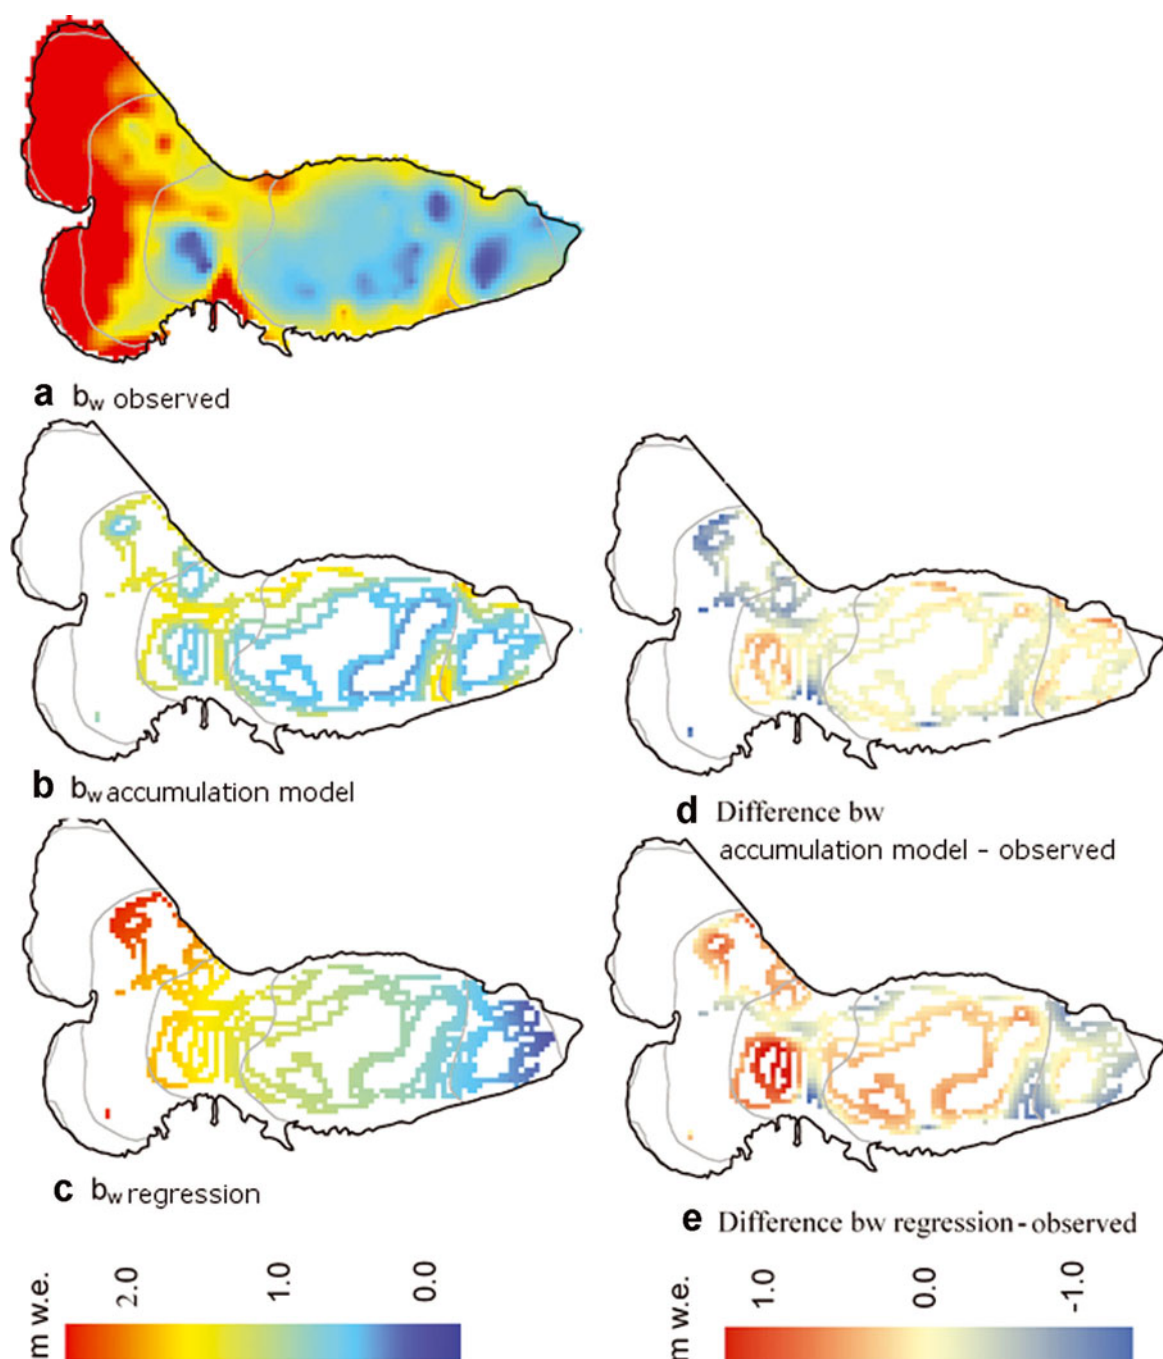 a bw observed
b bw accumulation model
d Difference bw
accumulation model - observed
c bw regression
e Difference bw regression-observed
m w.e.
2.0
1.0
0.0
m w.e.
1.0
0.0
-1.0